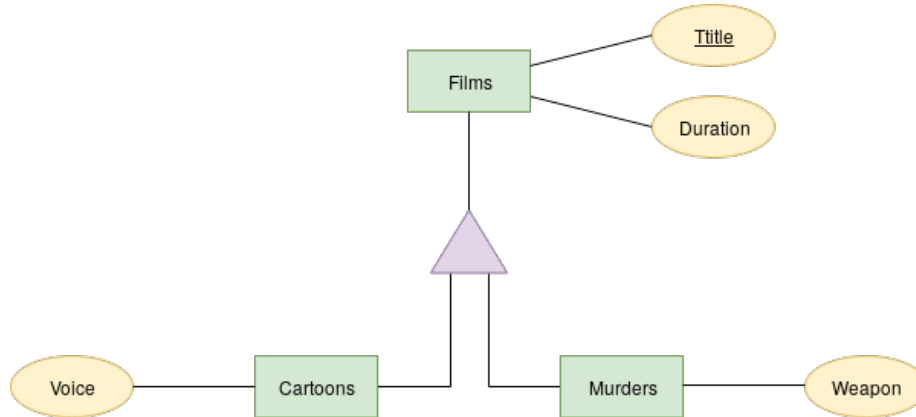 Ttitle
Films
Duration
Voice
Cartoons
Murders
Weapon